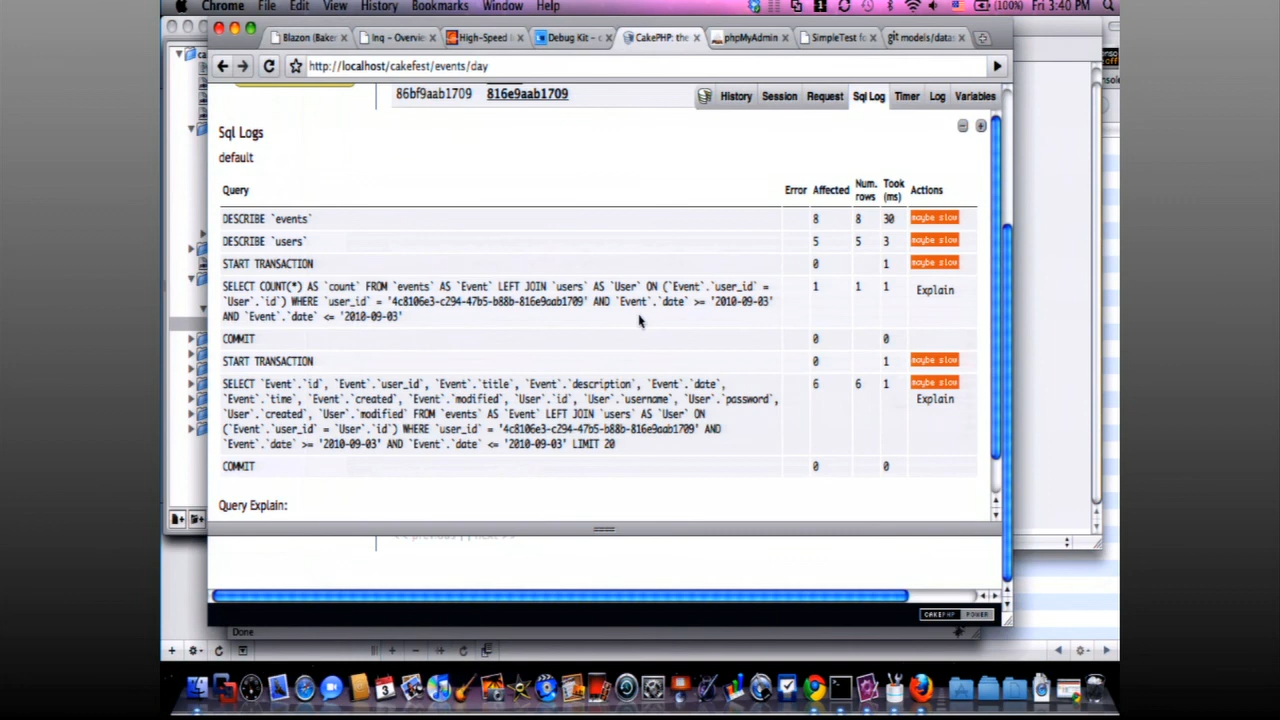 Chrome File Edit View History Bookmarks Window Help
(100%) Fri 3:40 PM
Blazon (Baker Inq – Overvie High-Speed Debug Kit – c CakePHP: the phpMyAdmin SimpleTest fo git models/datas
http://localhost/cakefest/events/day
86bf9aab1709 816e9aab1709
History Session Request Sql Log Timer Log Variables
Sql Logs
default
Query Error Affected Num. rows Took (ms) Actions
DESCRIBE `events` 8 8 30 maybe slow
DESCRIBE `users` 5 5 3 maybe slow
START TRANSACTION 0 1 maybe slow
SELECT COUNT(*) AS `count` FROM `events` AS `Event` LEFT JOIN `users` AS `User` ON (`Event`.`user_id` = 1 1 1 Explain
`User`.`id`) WHERE `user_id` = '4c8106e3-c294-47b5-b88b-816e9aab1709' AND `Event`.`date` >= '2010-09-03'
AND `Event`.`date` <= '2010-09-03'
COMMIT 0 0
START TRANSACTION 0 1 maybe slow
SELECT `Event`.`id`, `Event`.`user_id`, `Event`.`title`, `Event`.`description`, `Event`.`date`, 6 6 1 maybe slow
`Event`.`time`, `Event`.`created`, `Event`.`modified`, `User`.`id`, `User`.`username`, `User`.`password`, Explain
`User`.`created`, `User`.`modified` FROM `events` AS `Event` LEFT JOIN `users` AS `User` ON
(`Event`.`user_id` = `User`.`id`) WHERE `user_id` = '4c8106e3-c294-47b5-b88b-816e9aab1709' AND
`Event`.`date` >= '2010-09-03' AND `Event`.`date` <= '2010-09-03' LIMIT 20
COMMIT 0 0
Query Explain:
CAKEPHP POWER
Done